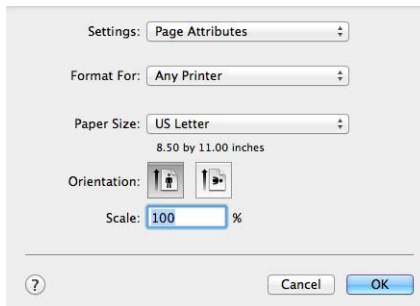 Settings: Page Attributes
Format For: Any Printer
Paper Size: US Letter
8.50 by 11.00 inches
Orientation:
Scale: 100 %
? Cancel OK